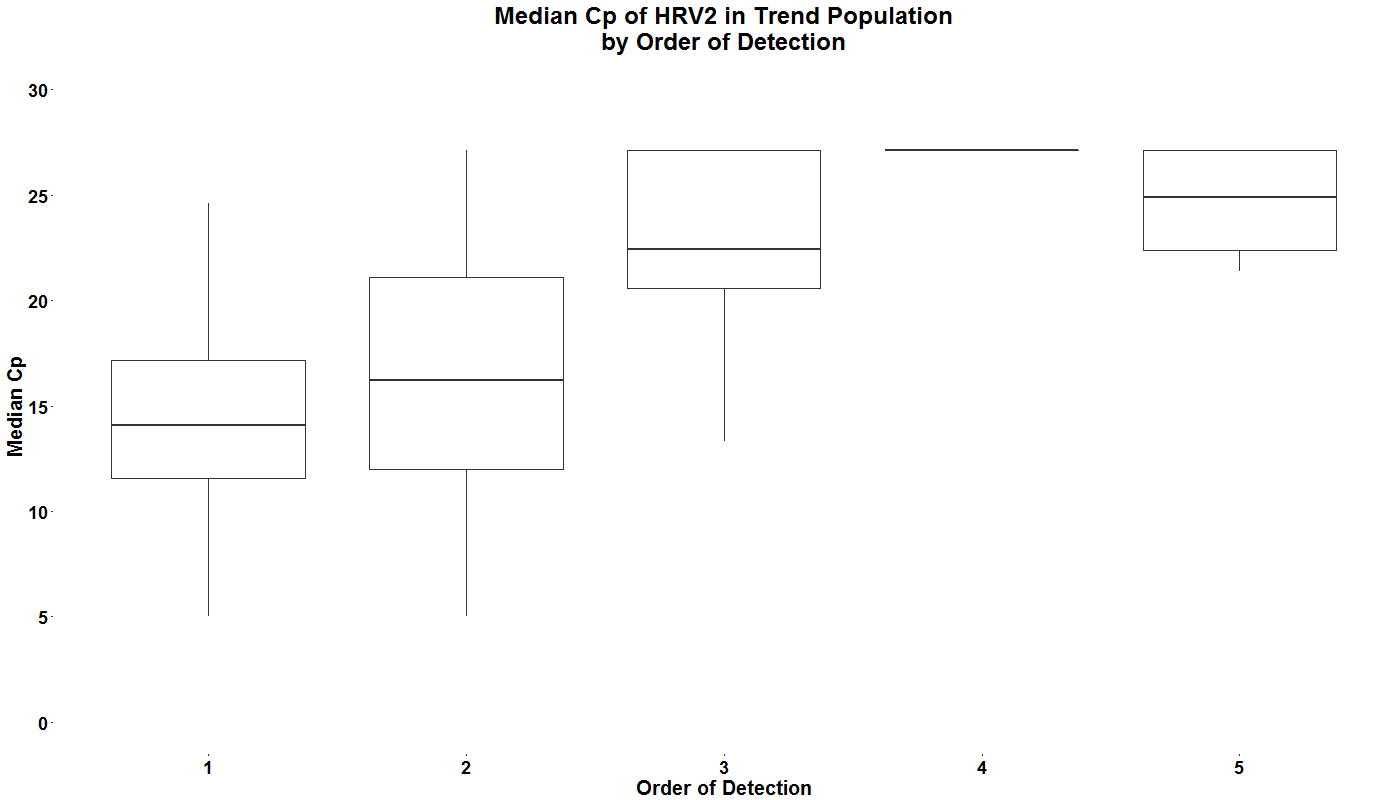 Median Cp of HRV2 in Trend Population
by Order of Detection
30
25
20
15
10
5
0
Median Cp
1 2 3 4 5
Order of Detection